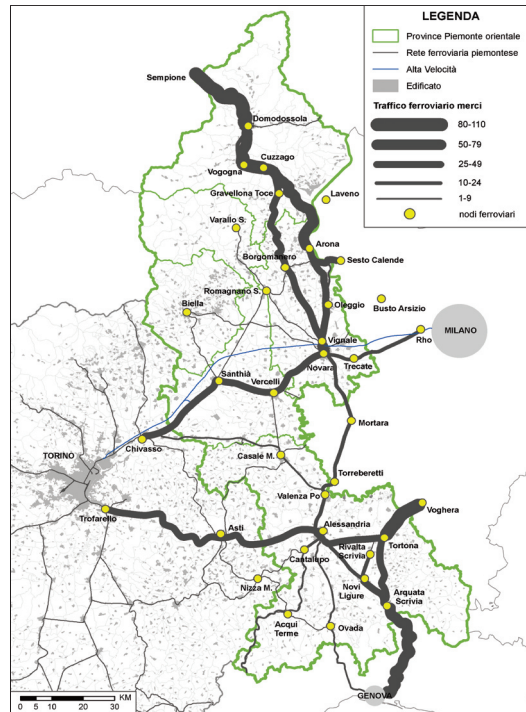 LEGENDA
Province Piemonte orientale
Rete ferroviaria piemontese
Alta Velocità
Edificato
Traffico ferroviario merci
80-110
50-79
25-49
10-24
1-9
nodi ferroviari
Sempione
Domodossola
Cuzzago
Vogogna
Gravellona Toce
Laveno
Varallo S.
Arona
Borgomanero
Sesto Calende
Romagnano S.
Biella
Oleggio
Busto Arsizio
MILANO
Vignale
Rho
Novara
Trecate
Santhià
Vercelli
Mortara
Chivasso
TORINO
Casale M.
Torreberetti
Valenza Po
Voghera
Trofarello
Asti
Alessandria
Rivalta
Scrivia
Tortona
Cantalupo
Nizza M.
Novi
Ligure
Arquata
Scrivia
Acqui
Terme
Ovada
GENOVA
KM
0 5 10 20 30